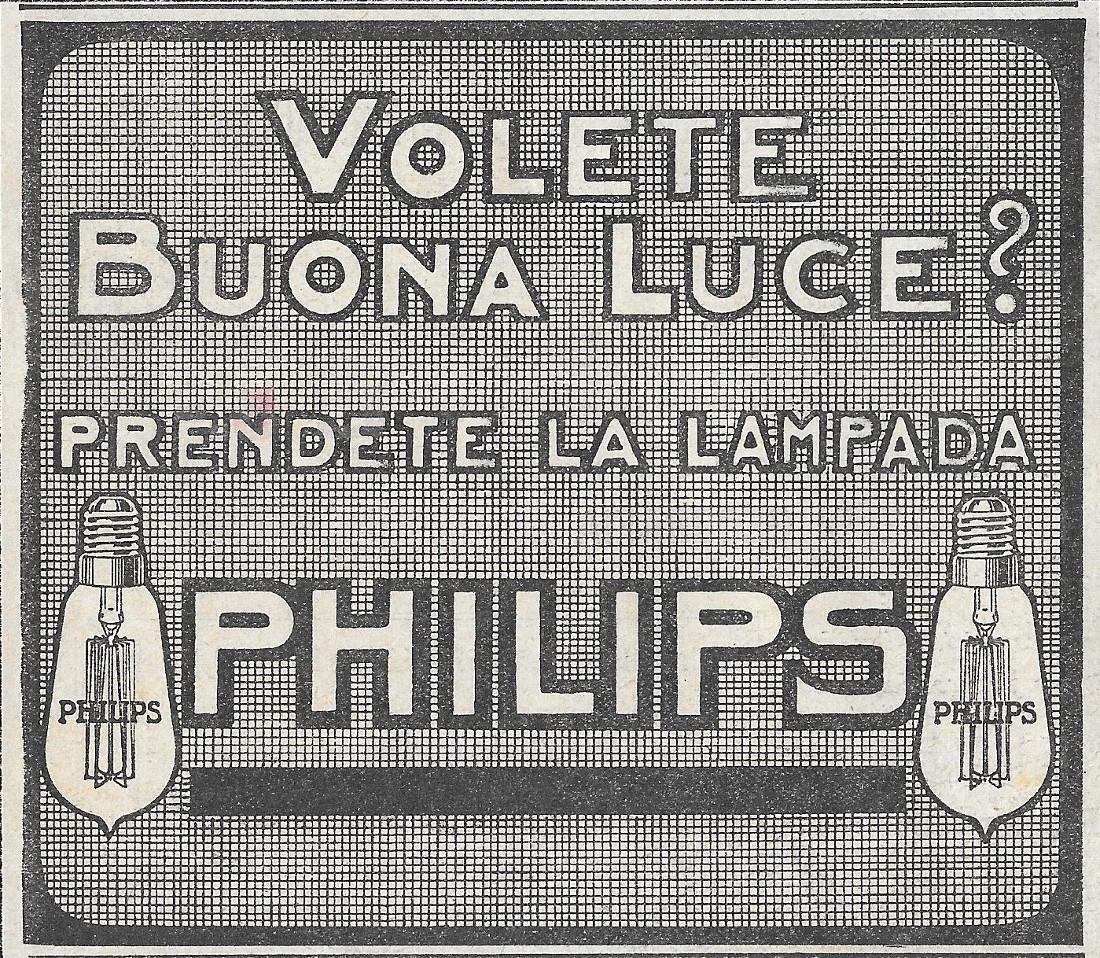 VOLETE
BUONA LUCE?
PRENDETE LA LAMPADA
PHILIPS
PHILIPS
PHILIPS